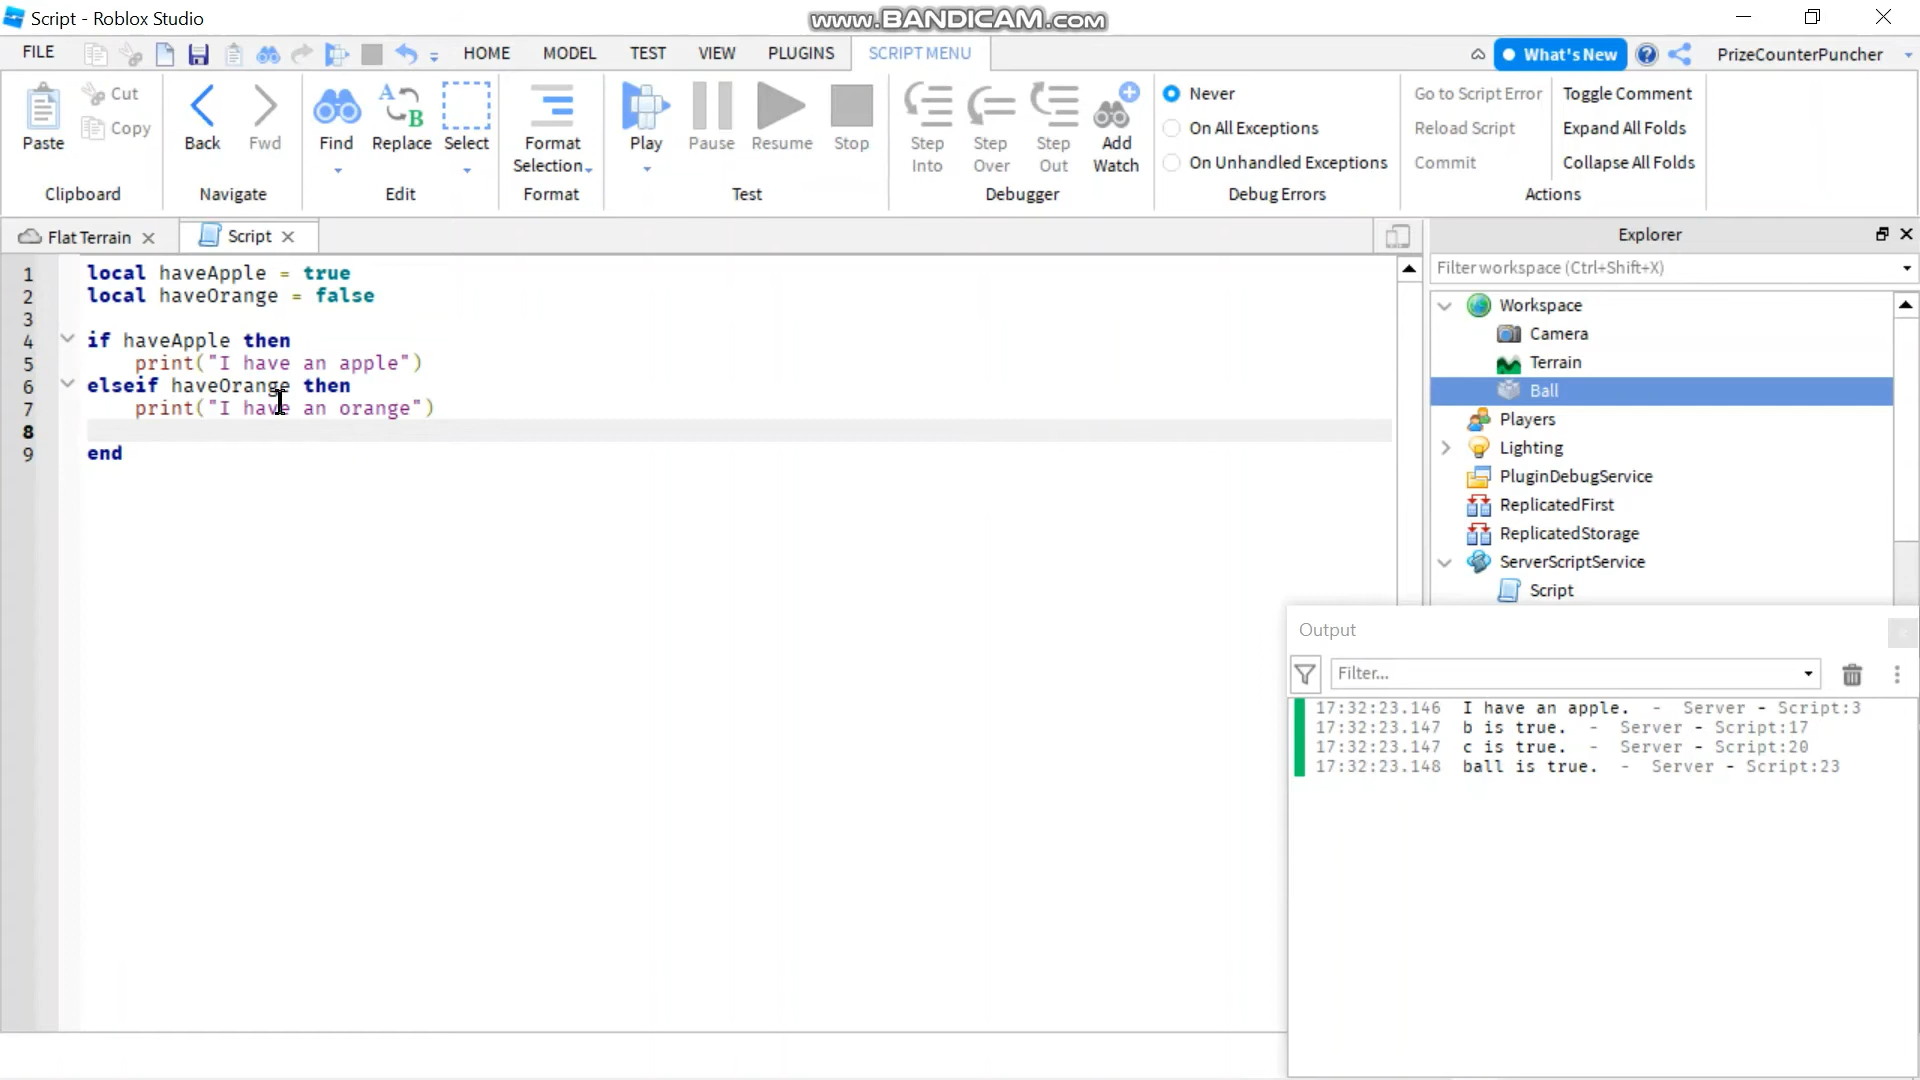 Script - Roblox Studio
www.BANDICAM.com
FILE
HOME
MODEL
TEST
VIEW
PLUGINS
SCRIPT MENU
What's New
PrizeCounterPuncher
Paste
Cut
Copy
Clipboard
Back
Fwd
Navigate
Find
Replace
Select
Edit
Format
Selection
Format
Play
Pause
Resume
Stop
Test
Step
Into
Step
Over
Step
Out
Add
Watch
Debugger
Never
On All Exceptions
On Unhandled Exceptions
Debug Errors
Go to Script Error
Reload Script
Commit
Toggle Comment
Expand All Folds
Collapse All Folds
Actions
Flat Terrain
Script
1 local haveApple = true
2 local haveOrange = false
3
4 if haveApple then
5 print("I have an apple")
6 elseif haveOrange then
7 print("I have an orange")
8
9 end
Explorer
Filter workspace (Ctrl+Shift+X)
Workspace
Camera
Terrain
Ball
Players
Lighting
PluginDebugService
ReplicatedFirst
ReplicatedStorage
ServerScriptService
Script
Output
Filter...
17:32:23.146 I have an apple. - Server - Script:3
17:32:23.147 b is true. - Server - Script:17
17:32:23.147 c is true. - Server - Script:20
17:32:23.148 ball is true. - Server - Script:23